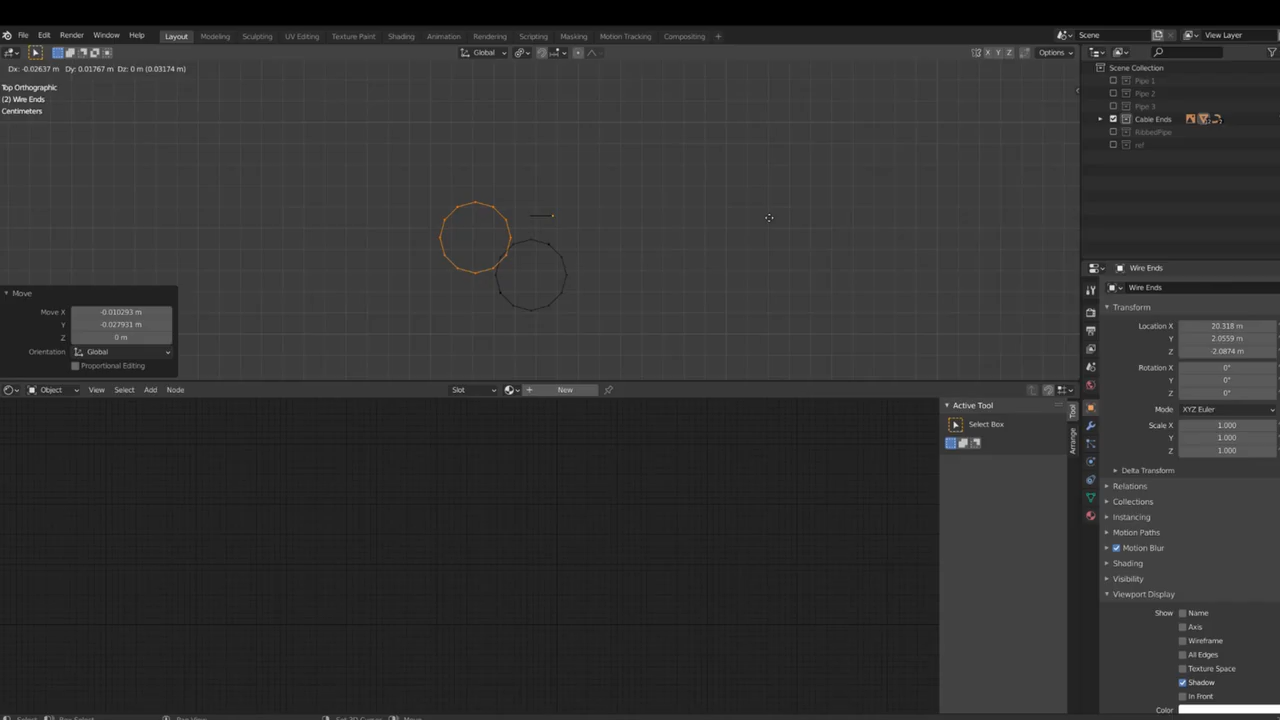 File Edit Render Window Help Layout Modeling Sculpting UV Editing Texture Paint Shading Animation Rendering Scripting Masking Motion Tracking Compositing + Scene View Layer
Global X Y Z Options
Dx: -0.02637 m Dy: 0.01767 m Dz: 0 m (0.03174 m)
Top Orthographic
(2) Wire Ends
Centimeters
Scene Collection
Pipe 1
Pipe 2
Pipe 3
Cable Ends
RibbedPipe
ref
Move
Move X -0.010293 m
Y -0.027931 m
Z 0 m
Orientation Global
Proportional Editing
Object View Select Add Node Slot New
Active Tool
Select Box
Tool
Arrange
Wire Ends
Wire Ends
Transform
Location X 20.318 m
Y 2.0559 m
Z -2.0874 m
Rotation X 0°
Y 0°
Z 0°
Mode XYZ Euler
Scale X 1.000
Y 1.000
Z 1.000
Delta Transform
Relations
Collections
Instancing
Motion Paths
Motion Blur
Shading
Visibility
Viewport Display
Show Name
Axis
Wireframe
All Edges
Texture Space
Shadow
In Front
Color